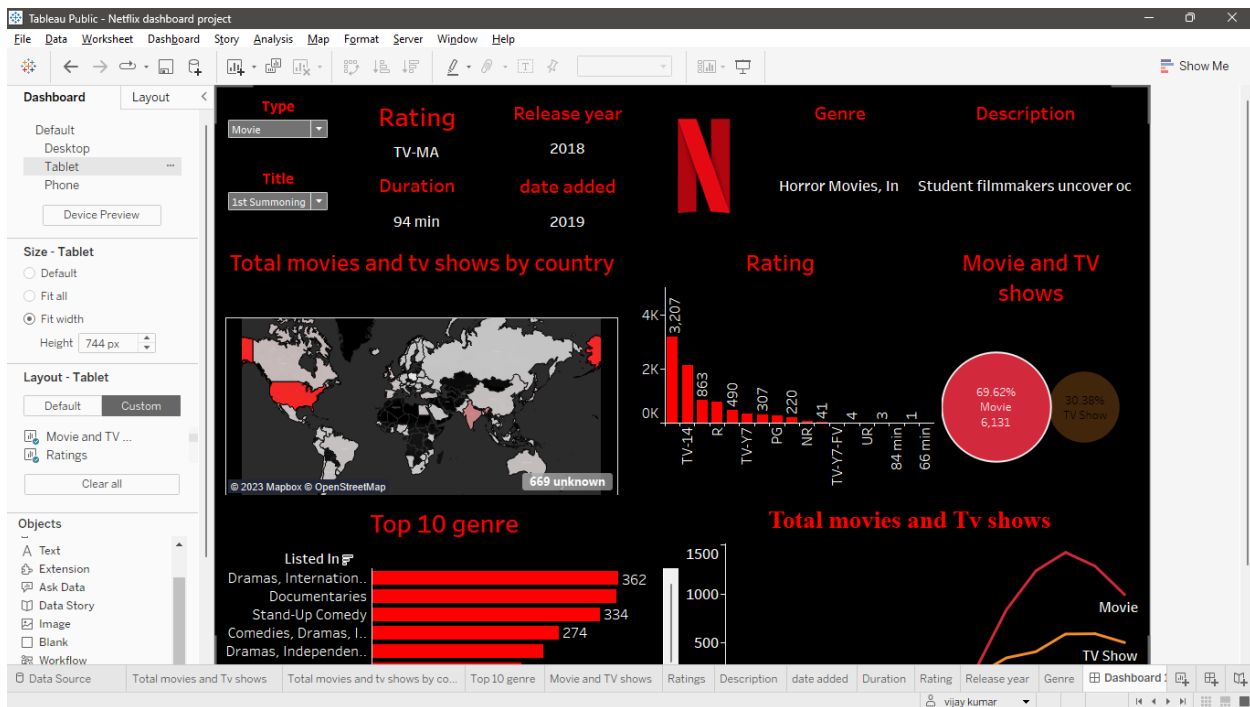 Tableau Public - Netflix dashboard project
File Data Worksheet Dashboard Story Analysis Map Format Server Window Help
Show Me
Dashboard Layout
Default
Desktop
Tablet
Phone
Device Preview
Size - Tablet
Default
Fit all
Fit width
Height 744 px
Layout - Tablet
Default Custom
Movie and TV ...
Ratings
Clear all
Objects
Text
Extension
Ask Data
Data Story
Image
Blank
Workflow
Type
Movie
Title
1st Summoning
Rating
TV-MA
Duration
94 min
Release year
2018
date added
2019
N
Genre
Horror Movies, In
Description
Student filmmakers uncover oc
Total movies and tv shows by country
© 2023 Mapbox © OpenStreetMap
669 unknown
Rating
4K
2K
0K
3,207
863
490
307
220
41
4
3
1
TV-14
R
TV-Y7
PG
NR
TV-Y7-FV
UR
84 min
66 min
Movie and TV
shows
69.62%
Movie
6,131
30.38%
TV Show
Top 10 genre
Listed In
Dramas, Internation.. 362
Documentaries
Stand-Up Comedy 334
Comedies, Dramas, I.. 274
Dramas, Independen..
Total movies and Tv shows
1500
1000
500
Movie
TV Show
Data Source Total movies and Tv shows Total movies and tv shows by co... Top 10 genre Movie and TV shows Ratings Description date added Duration Rating Release year Genre Dashboard 1
vijay kumar